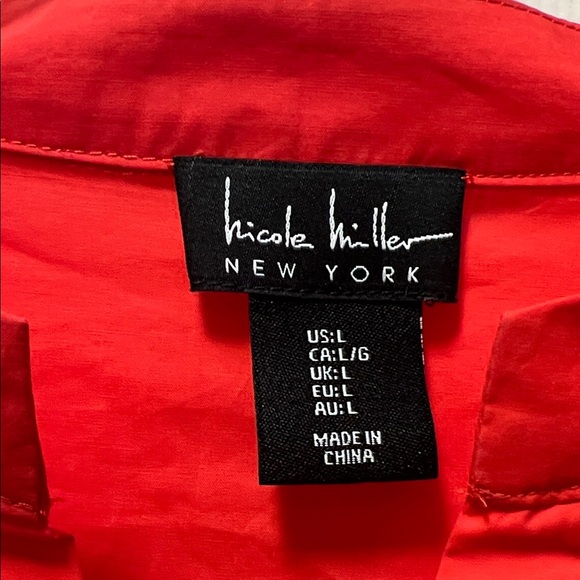 nicole miller
NEW YORK
US:L
CA:L/G
UK:L
EU:L
AU:L
MADE IN
CHINA